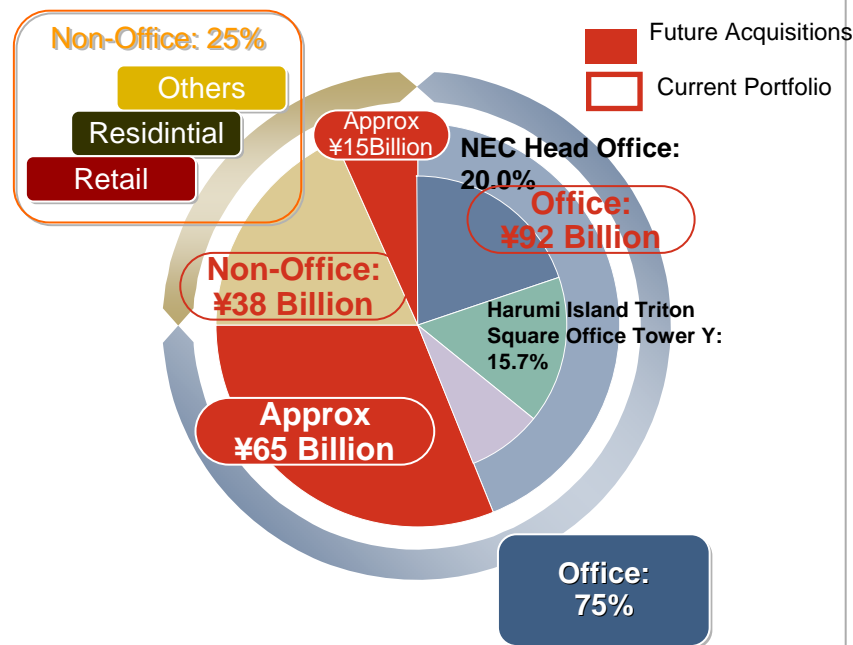 Non-Office: 25%
Others
Residintial
Retail
Future Acquisitions
Current Portfolio
Approx
¥15Billion
NEC Head Office:
20.0%
Office:
¥92 Billion
Non-Office:
¥38 Billion
Harumi Island Triton
Square Office Tower Y:
15.7%
Approx
¥65 Billion
Office:
75%